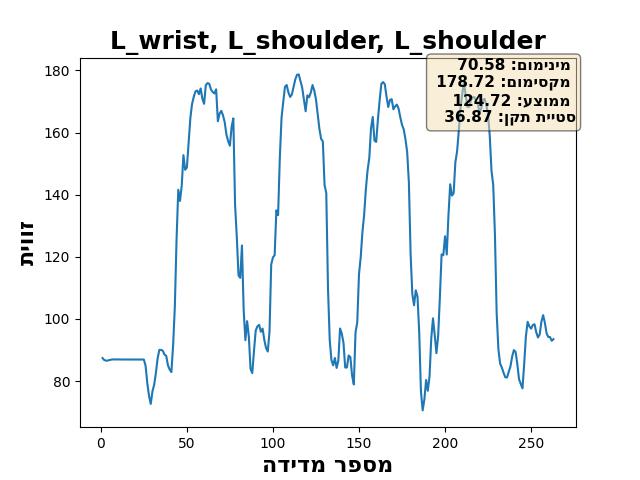 L_wrist, L_shoulder, L_shoulder
מינימום: 70.58
מקסימום: 178.72
ממוצע: 124.72
סטיית תקן: 36.87
זווית
180
160
140
120
100
80
0 50 100 150 200 250
מספר מדידה